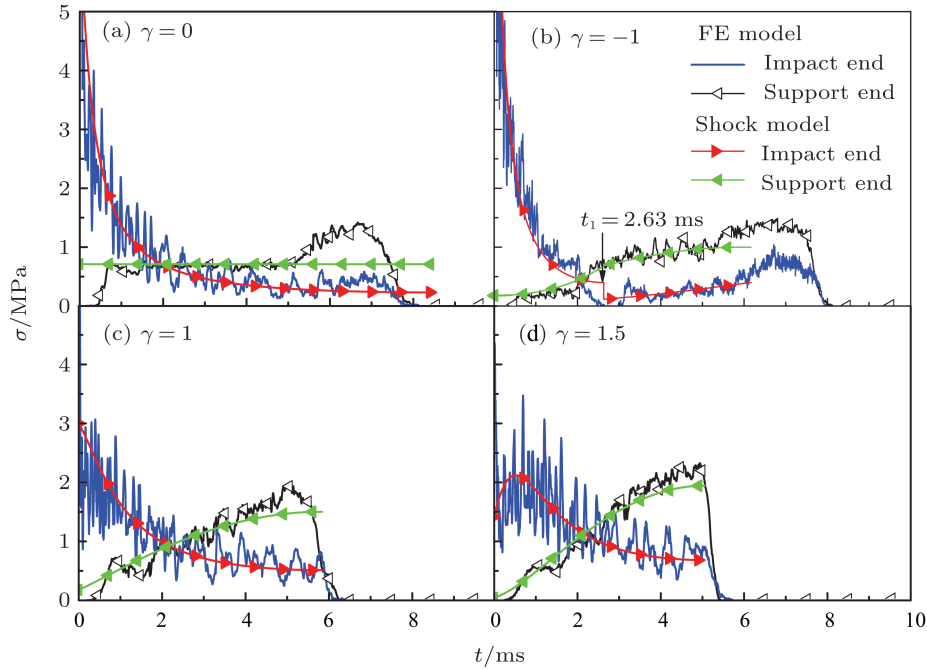 (a) γ = 0
(b) γ = −1
FE model
Impact end
Support end
Shock model
Impact end
Support end
t₁ = 2.63 ms
5
4
3
2
1
0
(c) γ = 1
(d) γ = 1.5
4
3
2
1
0
σ/MPa
0 2 4 6 8 0 2 4 6 8 10
t/ms